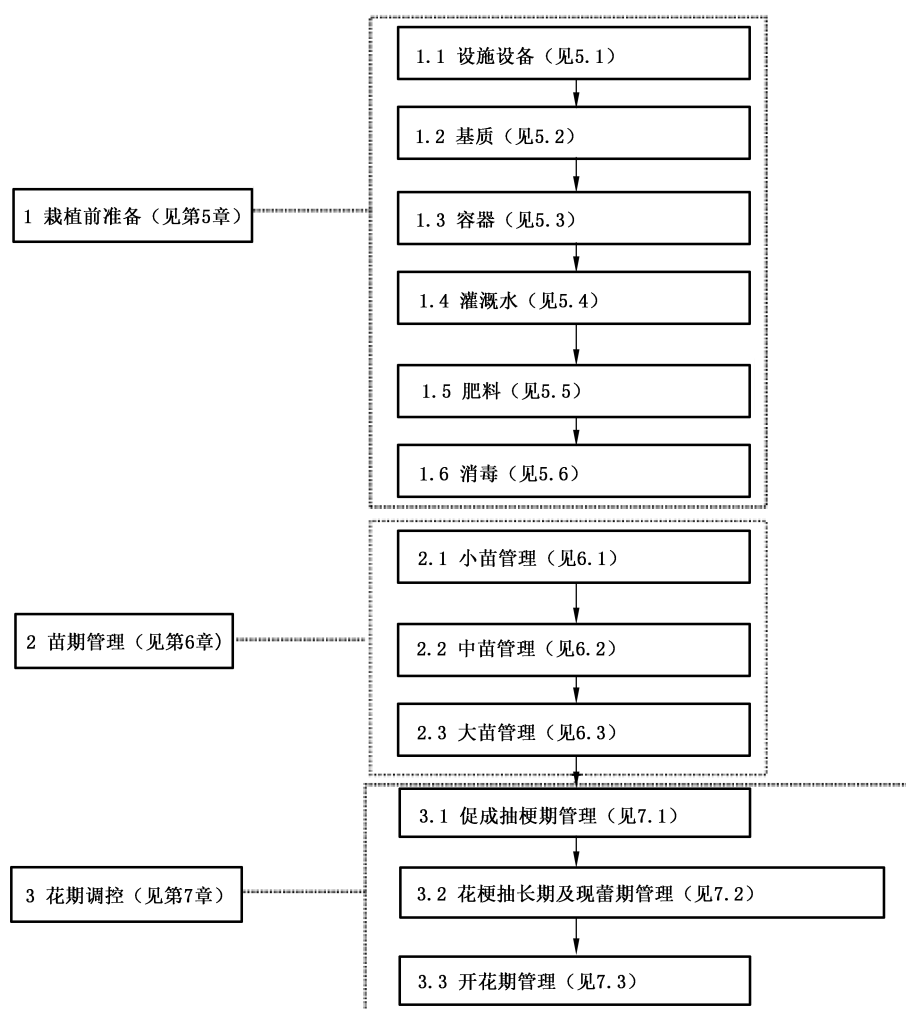 1.1 设施设备（见5.1）
1.2 基质（见5.2）
1 栽植前准备（见第5章）
1.3 容器（见5.3）
1.4 灌溉水（见5.4）
1.5 肥料（见5.5）
1.6 消毒（见5.6）
2.1 小苗管理（见6.1）
2 苗期管理（见第6章)
2.2 中苗管理（见6.2）
2.3 大苗管理（见6.3）
3.1 促成抽梗期管理（见7.1）
3 花期调控（见第7章）
3.2 花梗抽长期及现蕾期管理（见7.2）
3.3 开花期管理（见7.3）